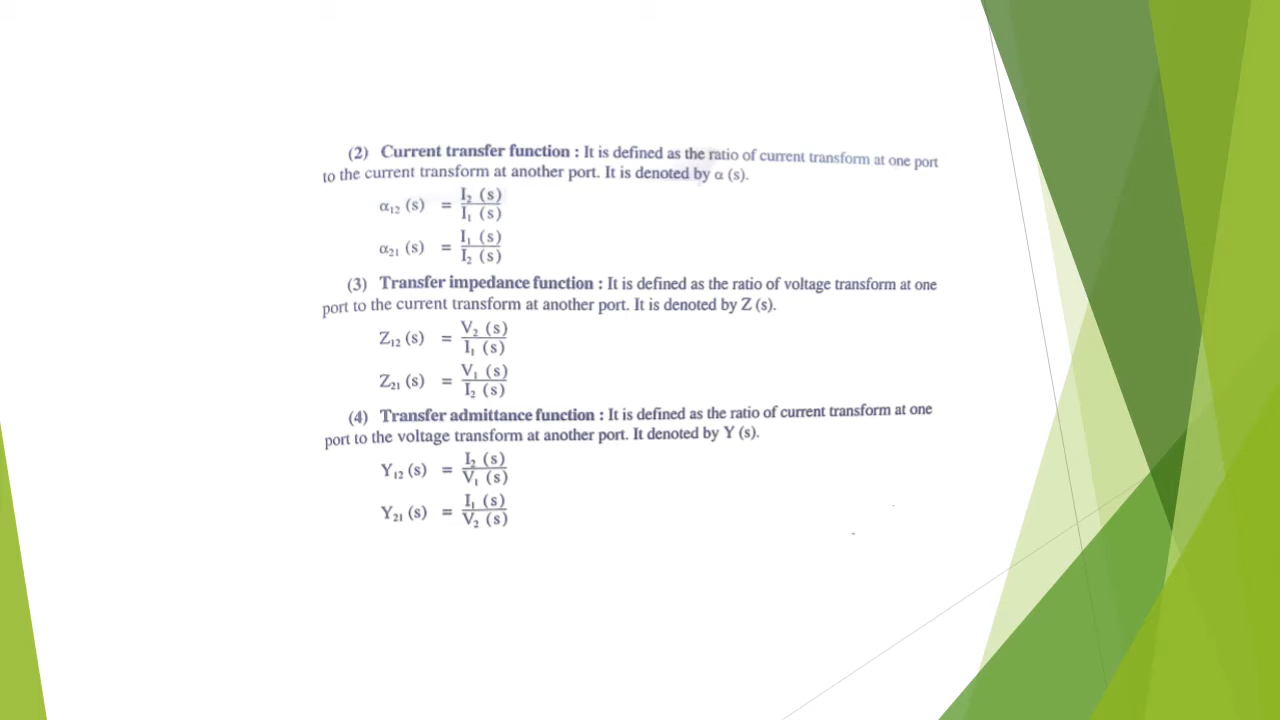 (2) Current transfer function : It is defined as the ratio of current transform at one port
to the current transform at another port. It is denoted by α (s).
α₁₂ (s) = I₂ (s) / I₁ (s)
α₂₁ (s) = I₁ (s) / I₂ (s)
(3) Transfer impedance function : It is defined as the ratio of voltage transform at one
port to the current transform at another port. It is denoted by Z (s).
Z₁₂ (s) = V₂ (s) / I₁ (s)
Z₂₁ (s) = V₁ (s) / I₂ (s)
(4) Transfer admittance function : It is defined as the ratio of current transform at one
port to the voltage transform at another port. It denoted by Y (s).
Y₁₂ (s) = I₂ (s) / V₁ (s)
Y₂₁ (s) = I₁ (s) / V₂ (s)